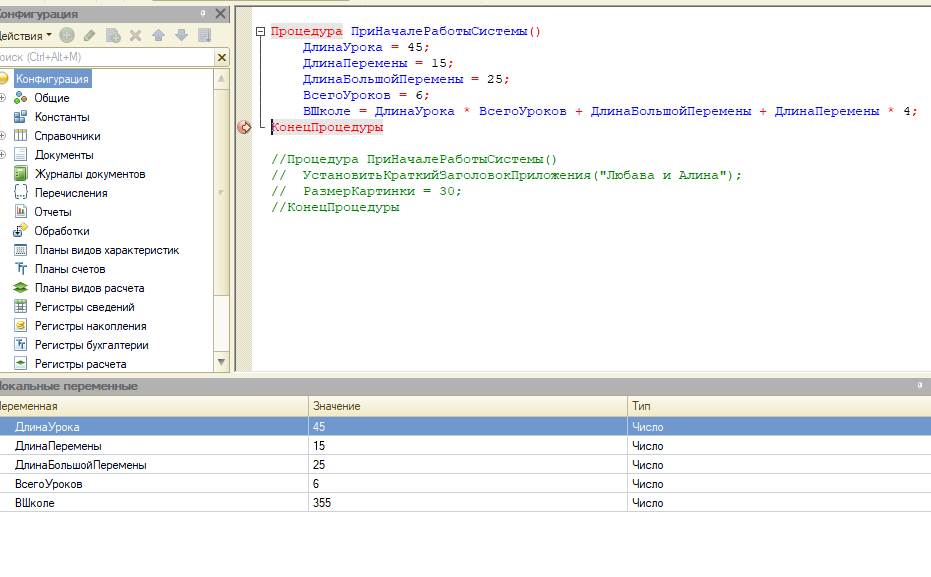 онфигурация
Действия
оиск (Ctrl+Alt+M)
Конфигурация
Общие
Константы
Справочники
Документы
Журналы документов
Перечисления
Отчеты
Обработки
Планы видов характеристик
Планы счетов
Планы видов расчета
Регистры сведений
Регистры накопления
Регистры бухгалтерии
Регистры расчета
Процедура ПриНачалеРаботыСистемы()
ДлинаУрока = 45;
ДлинаПеремены = 15;
ДлинаБольшойПеремены = 25;
ВсегоУроков = 6;
ВШколе = ДлинаУрока * ВсегоУроков + ДлинаБольшойПеремены + ДлинаПеремены * 4;
КонецПроцедуры
//Процедура ПриНачалеРаботыСистемы()
// УстановитьКраткийЗаголовокПриложения("Любава и Алина");
// РазмерКартинки = 30;
//КонецПроцедуры
Локальные переменные
Переменная Значение Тип
ДлинаУрока 45 Число
ДлинаПеремены 15 Число
ДлинаБольшойПеремены 25 Число
ВсегоУроков 6 Число
ВШколе 355 Число